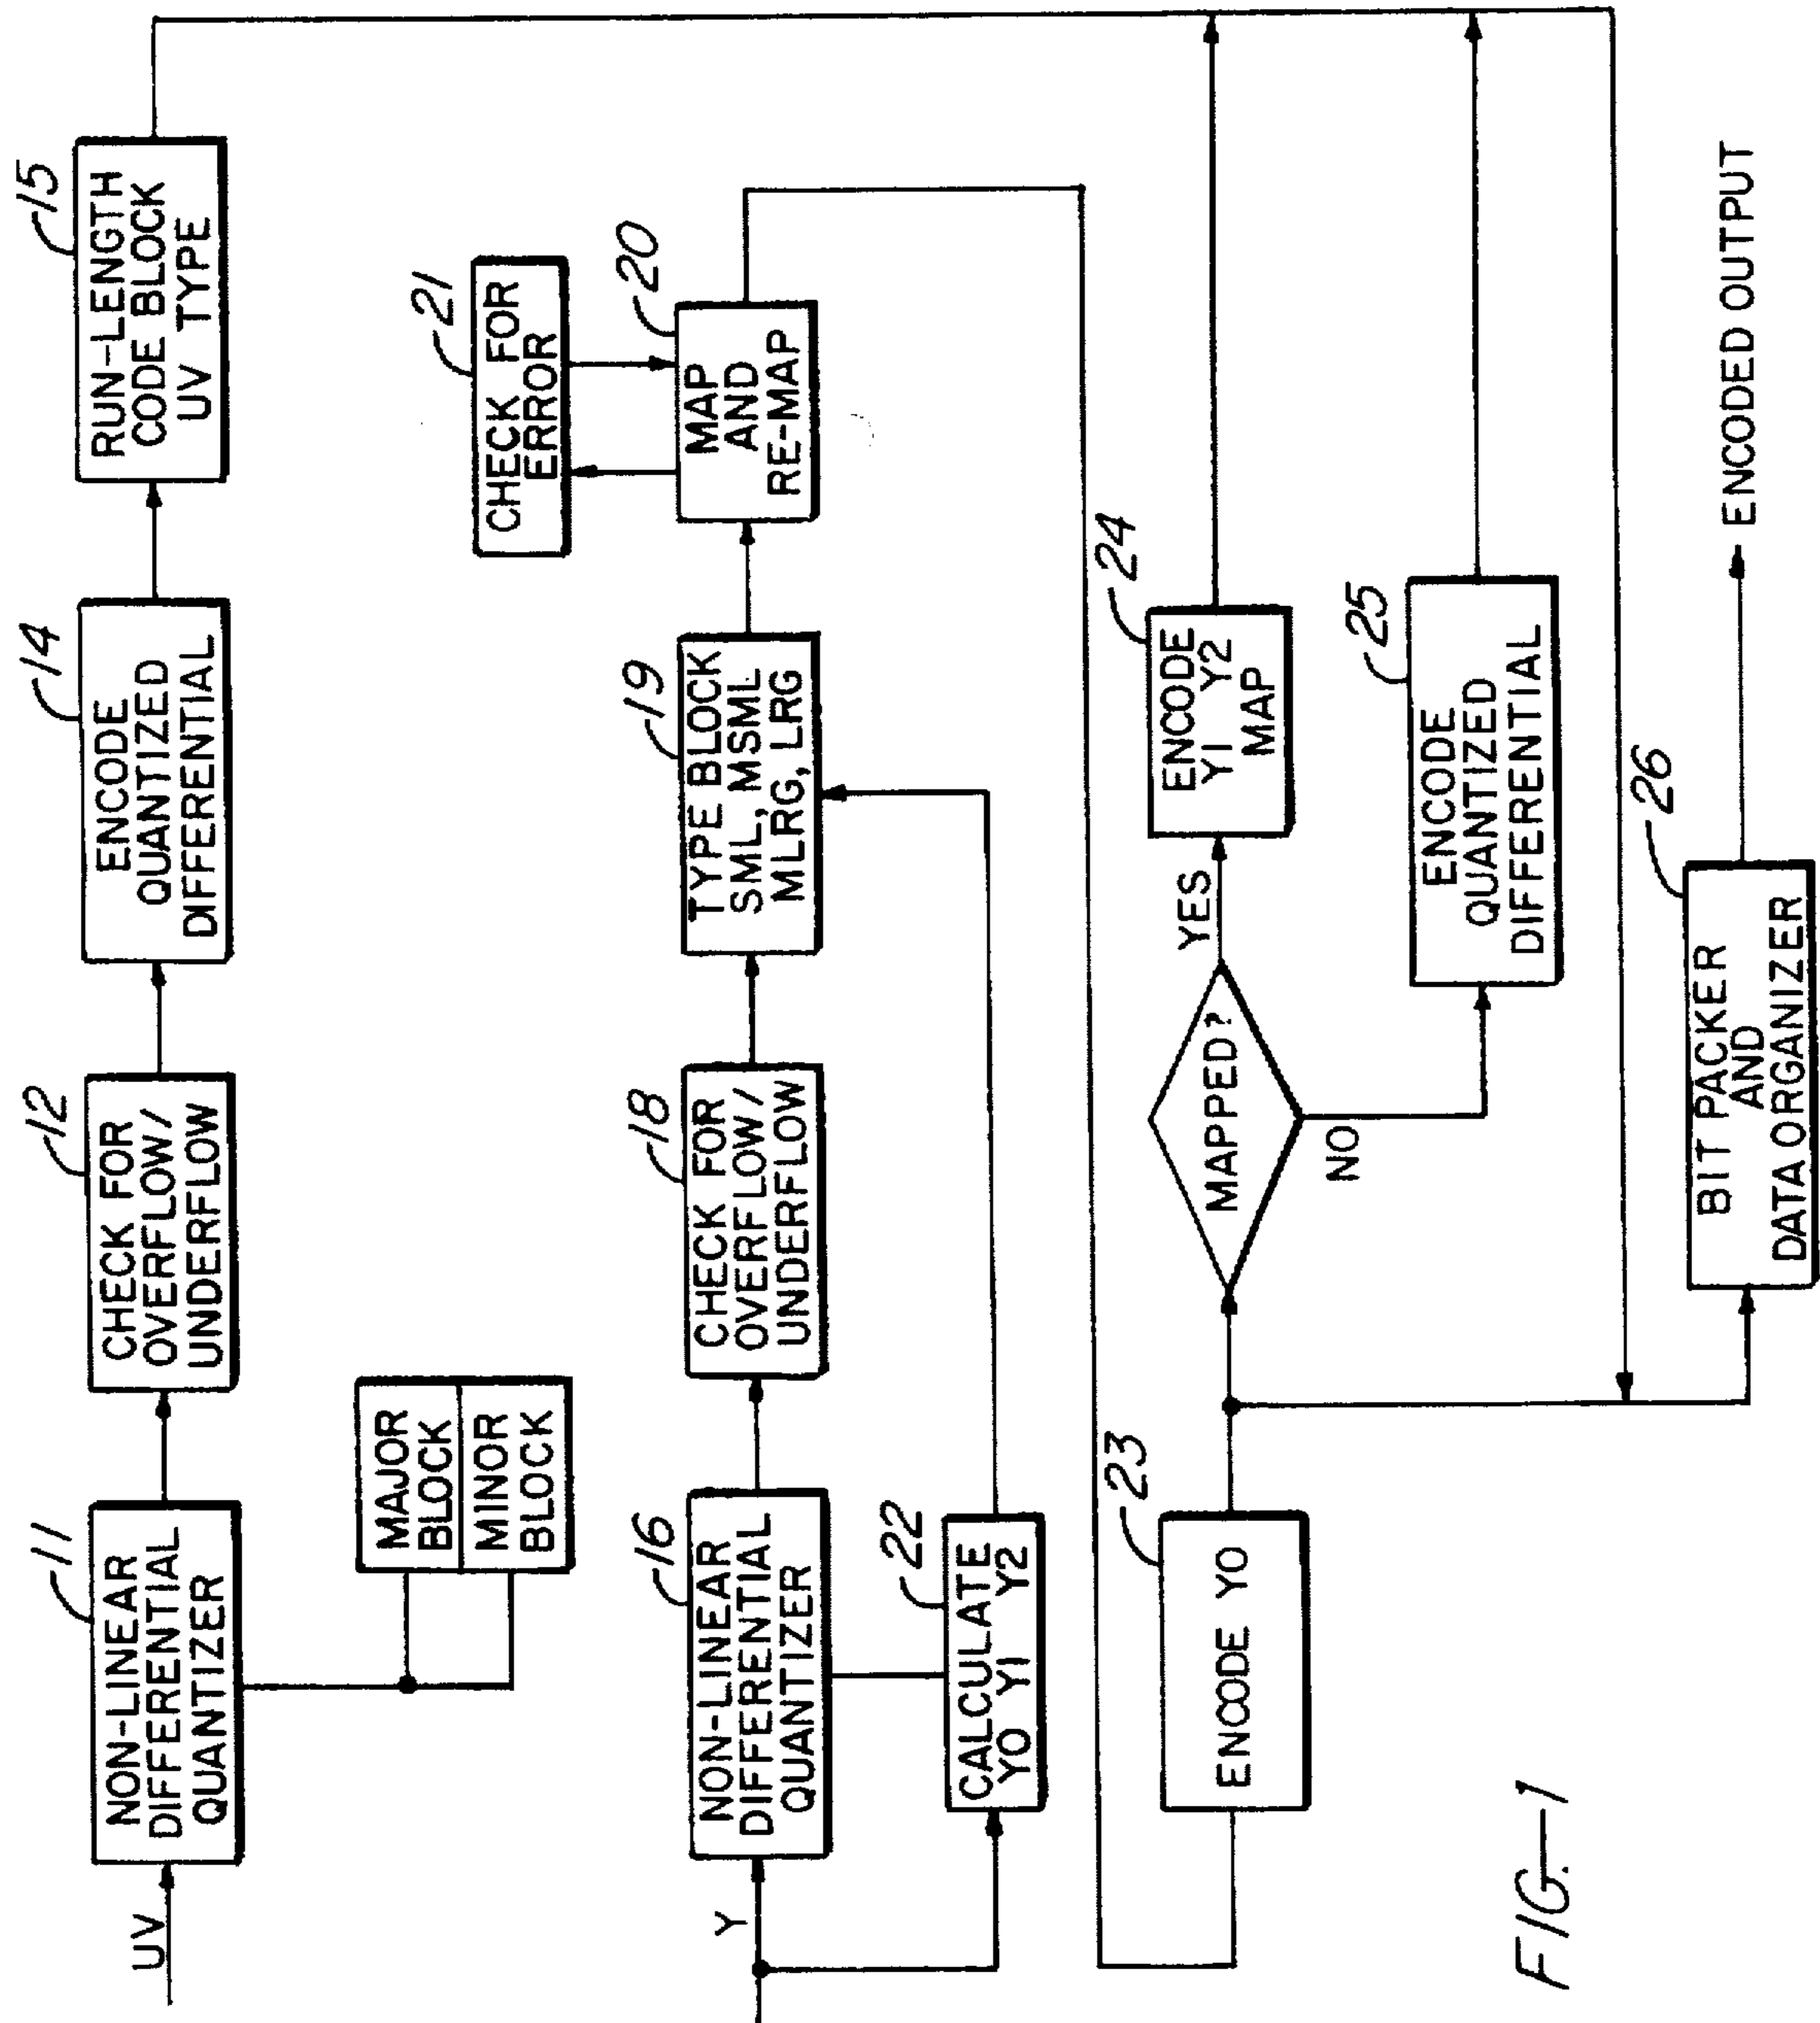 UV
11
NON-LINEAR
DIFFERENTIAL
QUANTIZER
12
CHECK FOR
OVERFLOW/
UNDERFLOW
14
ENCODE
QUANTIZED
DIFFERENTIAL
15
RUN-LENGTH
CODE BLOCK
UV TYPE
MAJOR
BLOCK
MINOR
BLOCK
21
CHECK FOR
ERROR
Y
16
NON-LINEAR
DIFFERENTIAL
QUANTIZER
18
CHECK FOR
OVERFLOW/
UNDERFLOW
19
TYPE BLOCK
SML, MSML
MLRG, LRG
20
MAP
AND
RE-MAP
22
CALCULATE
Y0 Y1 Y2
23
ENCODE Y0
MAPPED?
YES
NO
24
ENCODE
Y1 Y2
MAP
25
ENCODE
QUANTIZED
DIFFERENTIAL
26
BIT PACKER
AND
DATA ORGANIZER
ENCODED OUTPUT
FIG.-1